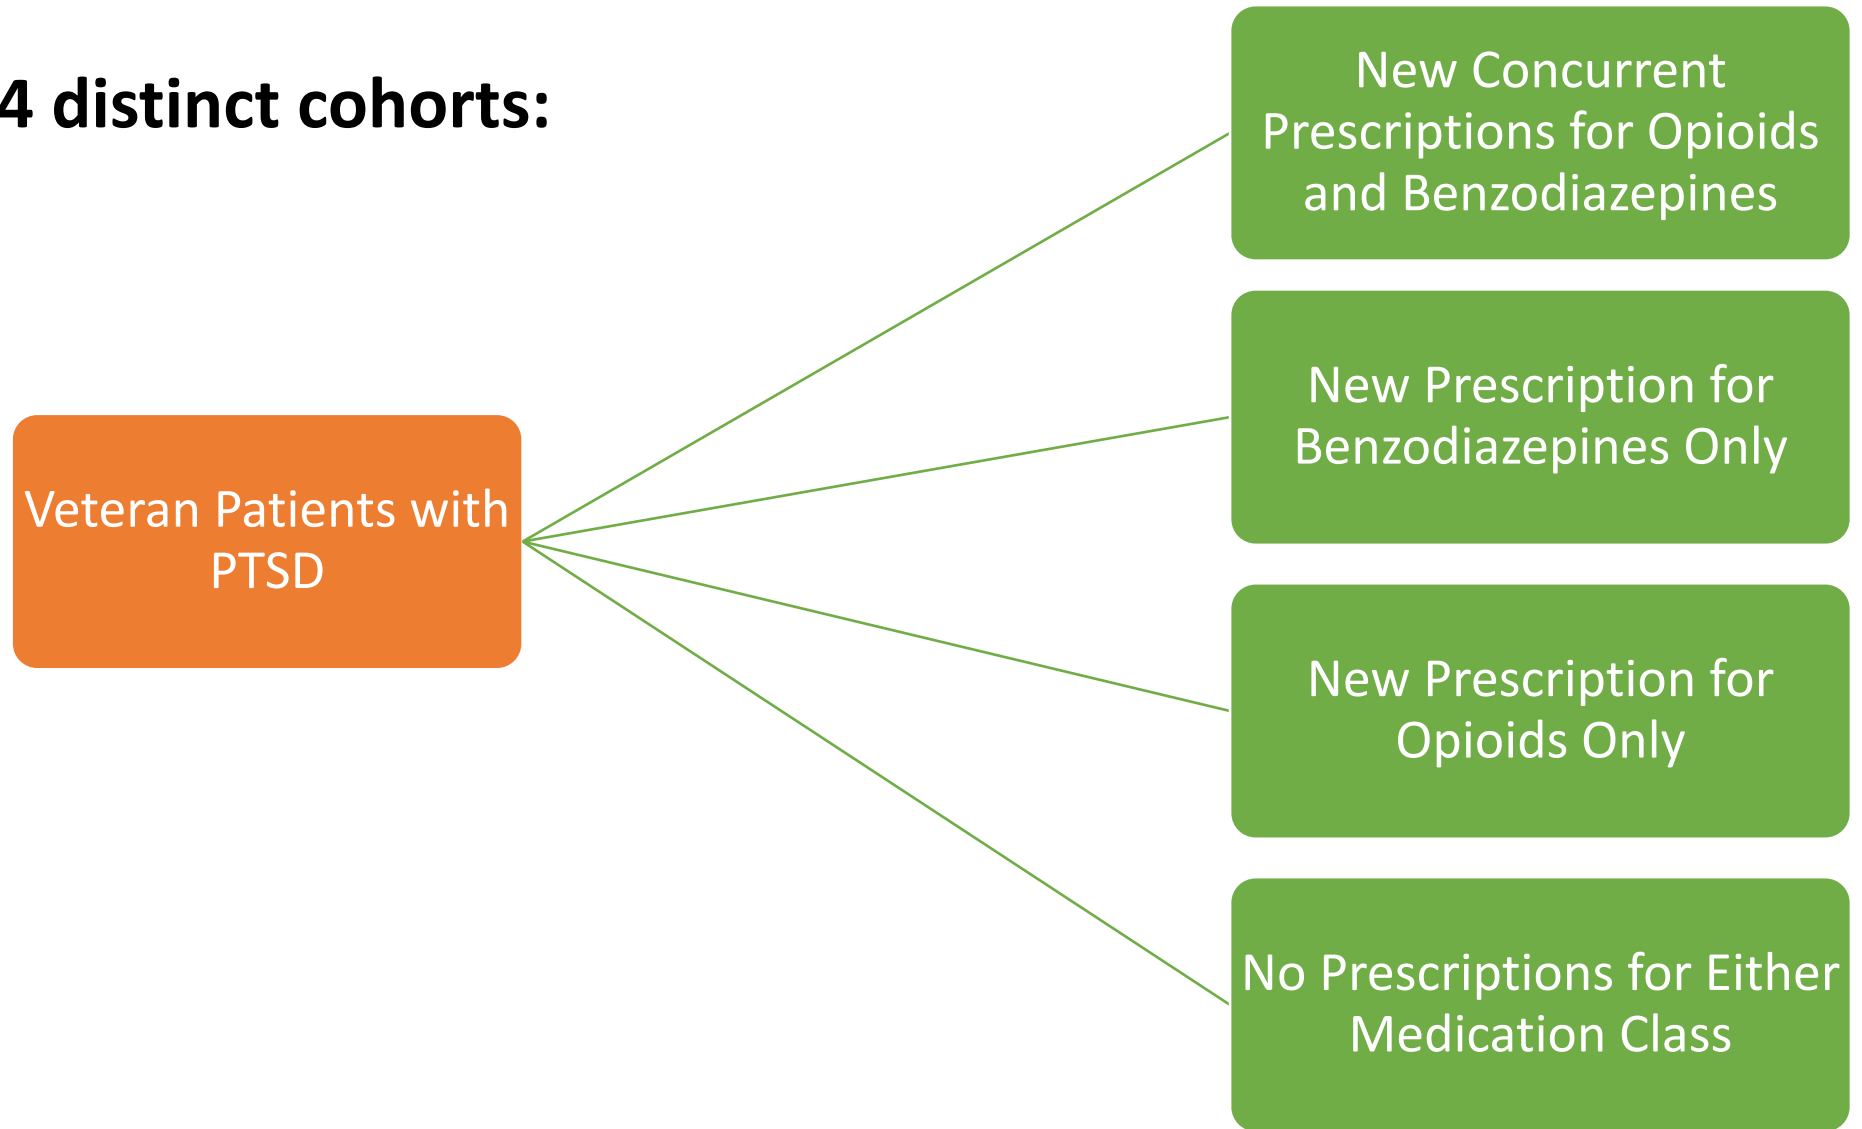 4 distinct cohorts:
Veteran Patients with
PTSD
New Concurrent
Prescriptions for Opioids
and Benzodiazepines
New Prescription for
Benzodiazepines Only
New Prescription for
Opioids Only
No Prescriptions for Either
Medication Class